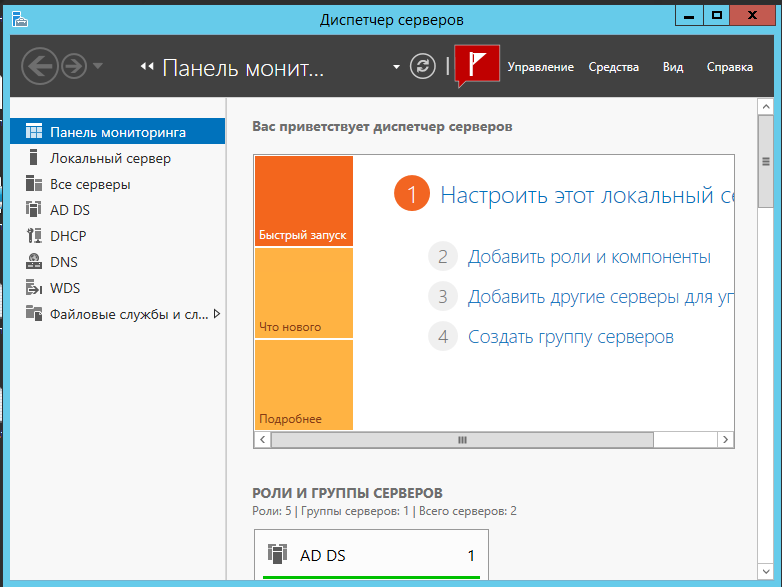 Диспетчер серверов
Панель монит...
Управление Средства Вид Справка
Панель мониторинга
Локальный сервер
Все серверы
AD DS
DHCP
DNS
WDS
Файловые службы и сл...
Вас приветствует диспетчер серверов
Быстрый запуск
Что нового
Подробнее
1 Настроить этот локальный се
2 Добавить роли и компоненты
3 Добавить другие серверы для уп
4 Создать группу серверов
РОЛИ И ГРУППЫ СЕРВЕРОВ
Роли: 5 | Группы серверов: 1 | Всего серверов: 2
AD DS 1